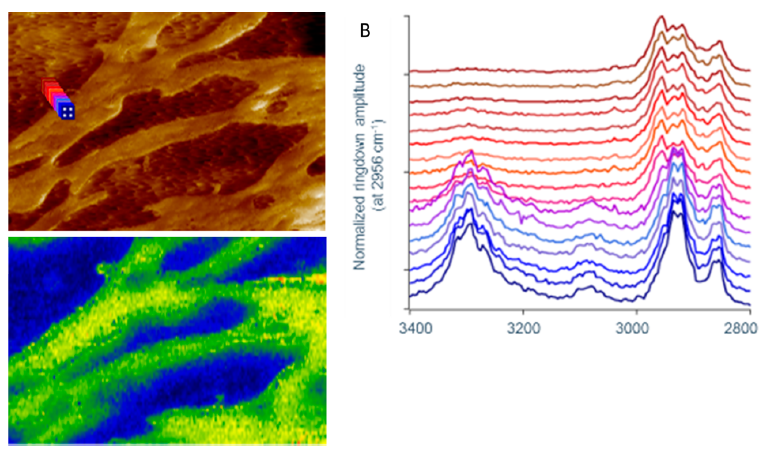 B
Normalized ringdown amplitude
(at 2956 cm⁻¹)
3400 3200 3000 2800